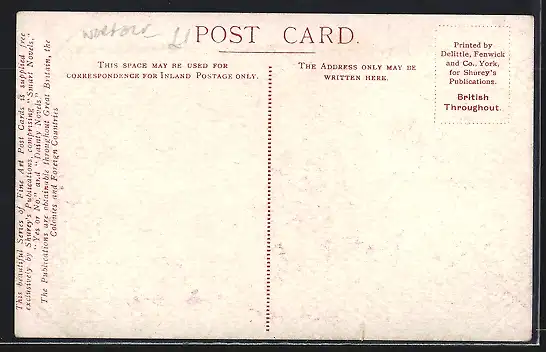 Norfolk £1
POST CARD.
THIS SPACE MAY BE USED FOR
CORRESPONDENCE FOR INLAND POSTAGE ONLY.
THE ADDRESS ONLY MAY BE
WRITTEN HERE.
Printed by
Delittle, Fenwick
and Co., York,
for Shurey's
Publications.
British
Throughout.
This beautiful Series of Fine Art Post Cards is supplied free
exclusively by Shurey's Publications, comprising "Smart Novels,"
"Yes or No," and "Dainty Novels."
The Publications are obtainable throughout Great Britain, the
Colonies and Foreign Countries